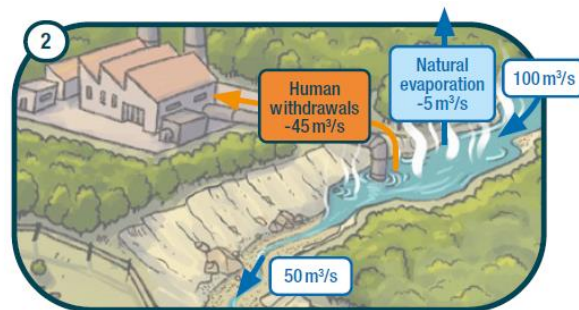 2
Human
withdrawals
-45 m³/s
Natural
evaporation
-5 m³/s
100 m³/s
50 m³/s